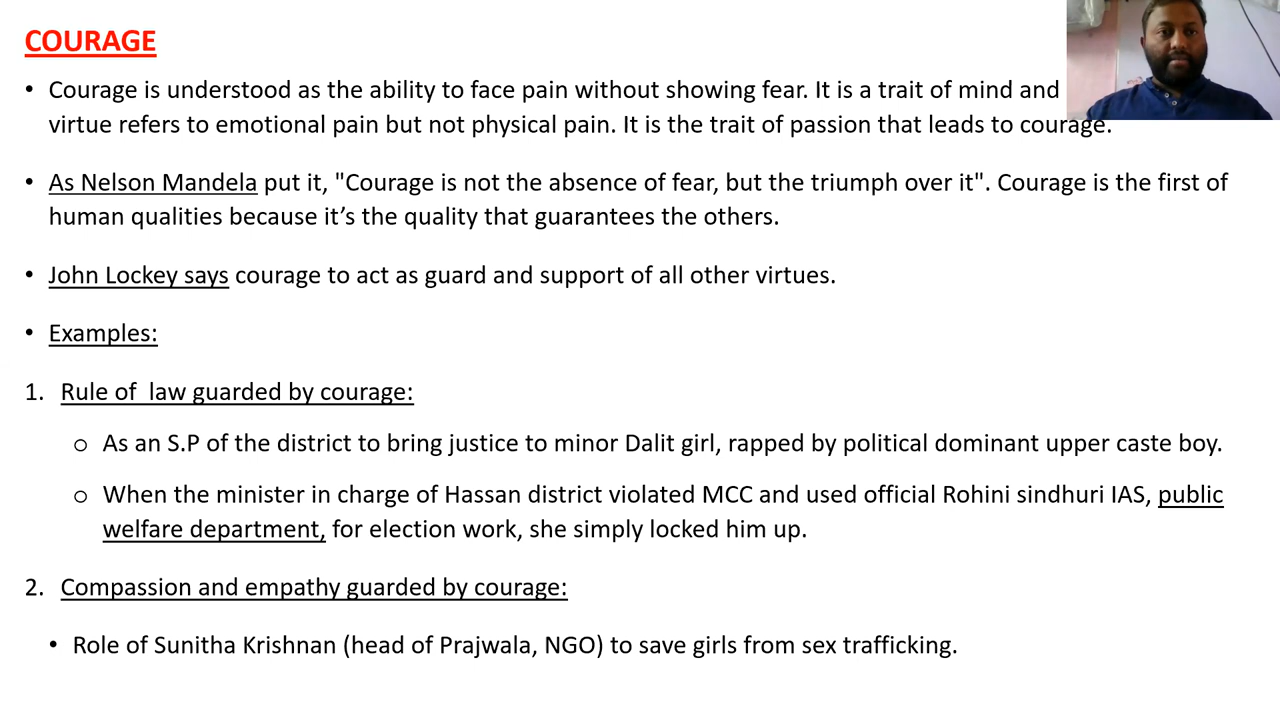 COURAGE
• Courage is understood as the ability to face pain without showing fear. It is a trait of mind and
virtue refers to emotional pain but not physical pain. It is the trait of passion that leads to courage.
• As Nelson Mandela put it, "Courage is not the absence of fear, but the triumph over it". Courage is the first of
human qualities because it’s the quality that guarantees the others.
• John Lockey says courage to act as guard and support of all other virtues.
• Examples:
1. Rule of law guarded by courage:
o As an S.P of the district to bring justice to minor Dalit girl, rapped by political dominant upper caste boy.
o When the minister in charge of Hassan district violated MCC and used official Rohini sindhuri IAS, public
welfare department, for election work, she simply locked him up.
2. Compassion and empathy guarded by courage:
• Role of Sunitha Krishnan (head of Prajwala, NGO) to save girls from sex trafficking.